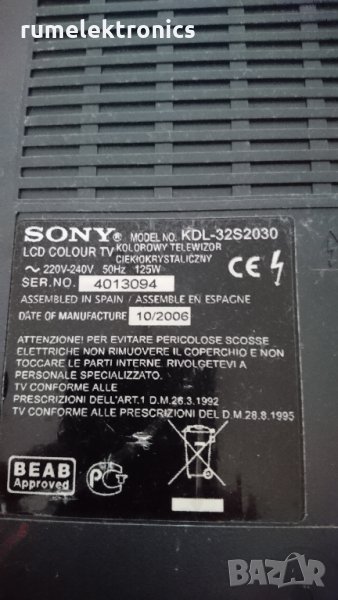 rumelektronics
SONY® MODEL NO. KDL-32S2030
LCD COLOUR TV KOLOROWY TELEWIZOR
CIEKŁOKRYSTALICZNY
~ 220V-240V 50Hz 125W
SER.NO. 4013094
CE
ASSEMBLED IN SPAIN / ASSEMBLE EN ESPAGNE
DATE OF MANUFACTURE 10/2006
ATTENZIONE! PER EVITARE PERICOLOSE SCOSSE
ELETTRICHE NON RIMUOVERE IL COPERCHIO E NON
TOCCARE LE PARTI INTERNE. RIVOLGETEVI A
PERSONALE SPECIALIZZATO.
TV CONFORME ALLE
PRESCRIZIONI DELL'ART.1 D.M.26.3.1992
TV CONFORME ALLE PRESCRIZIONI DEL D.M.28.8.1995
BEAB
Approved
BAZAR